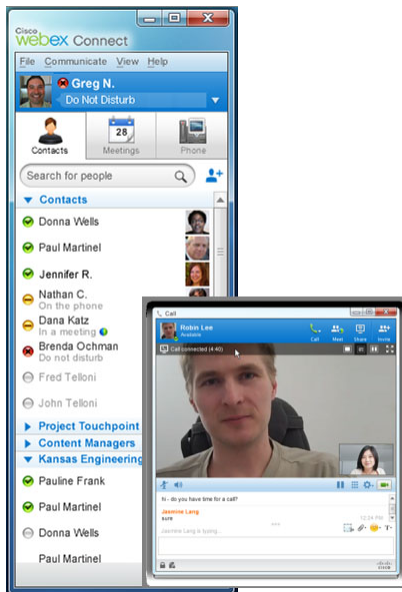 Cisco
webex Connect
File Communicate View Help
Greg N.
Do Not Disturb
28
Contacts Meetings Phone
Search for people
Contacts
Donna Wells
Paul Martinel
Jennifer R.
Nathan C.
On the phone
Dana Katz
In a meeting
Brenda Ochman
Do not disturb
Fred Telloni
John Telloni
Project Touchpoint
Content Managers
Kansas Engineering
Pauline Frank
Paul Martinel
Donna Wells
Paul Martinel
Call
Robin Lee
Available
Call Meet Share Invite
Call connected (4:40)
hi - do you have time for a call?
Jasmine Lang
sure 12:24 PM
Jasmine Lang is typing...
T
cisco